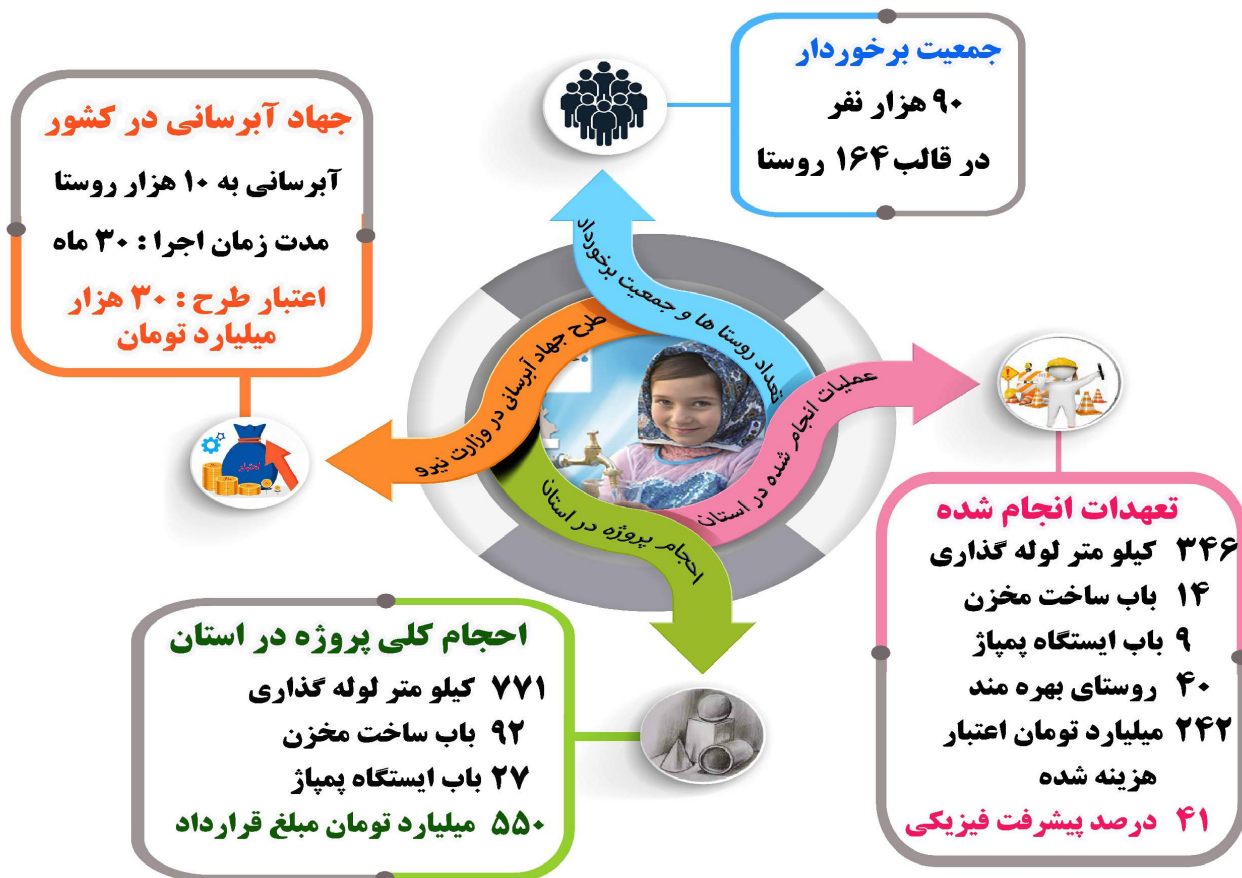 جمعیت برخوردار
۹۰ هزار نفر
در قالب ۱۶۴ روستا
جهاد آبرسانی در کشور
آبرسانی به ۱۰ هزار روستا
مدت زمان اجرا : ۳۰ ماه
اعتبار طرح : ۳۰ هزار
میلیارد تومان
تعداد روستا ها و جمعیت برخورداد
طرح جهاد آبرسانی در وزارت نیرو
عملیات انجام شده در استان
احجام پروژه در استان
اعتبار
تعهدات انجام شده
۳۴۶ کیلو متر لوله گذاری
۱۴ باب ساخت مخزن
۹ باب ایستگاه پمپاژ
۴۰ روستای بهره مند
۲۴۲ میلیارد تومان اعتبار
هزینه شده
۴۱ درصد پیشرفت فیزیکی
احجام کلی پروژه در استان
۷۷۱ کیلو متر لوله گذاری
۹۲ باب ساخت مخزن
۲۷ باب ایستگاه پمپاژ
۵۵۰ میلیارد تومان مبلغ قرارداد